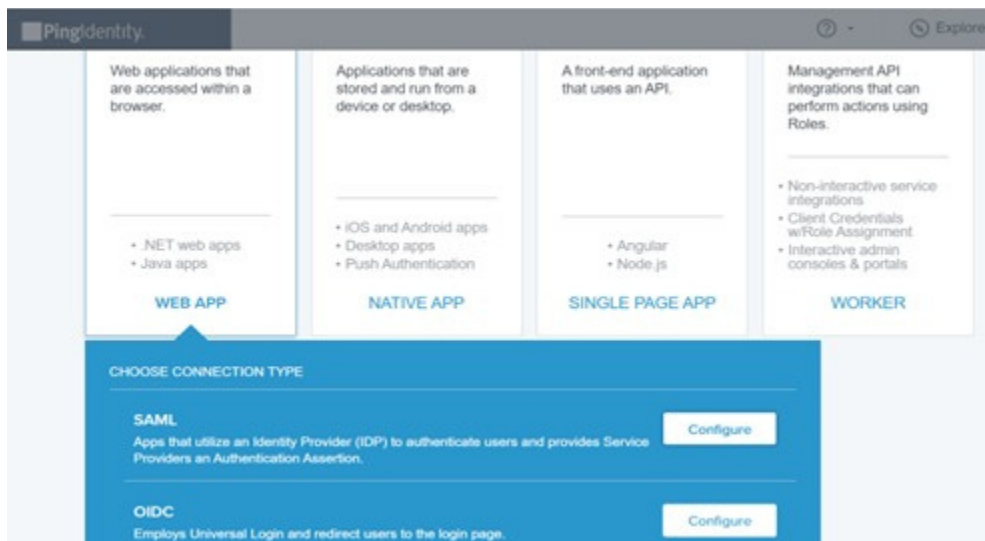 PingIdentity.
Explore
Web applications that
are accessed within a
browser.
• .NET web apps
• Java apps
WEB APP
Applications that are
stored and run from a
device or desktop.
• iOS and Android apps
• Desktop apps
• Push Authentication
NATIVE APP
A front-end application
that uses an API.
• Angular
• Node.js
SINGLE PAGE APP
Management API
integrations that can
perform actions using
Roles.
• Non-interactive service
integrations
• Client Credentials
w/Role Assignment
• Interactive admin
consoles & portals
WORKER
CHOOSE CONNECTION TYPE
SAML
Apps that utilize an Identity Provider (IDP) to authenticate users and provides Service
Providers an Authentication Assertion.
Configure
OIDC
Employs Universal Login and redirect users to the login page.
Configure